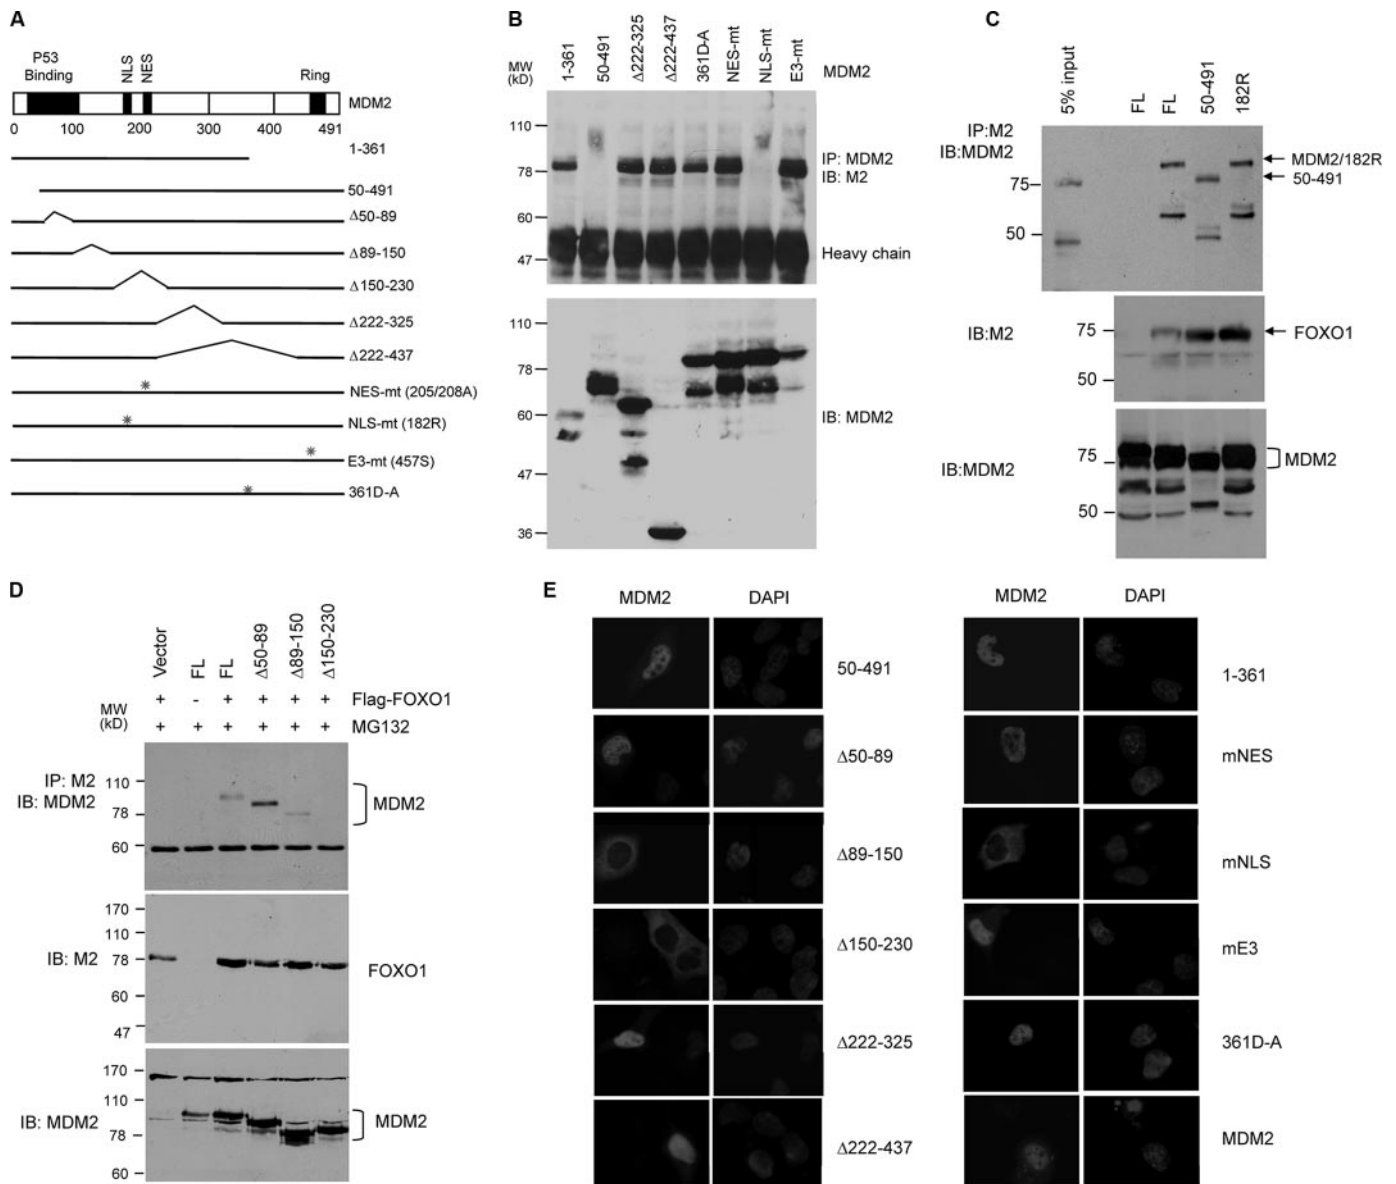 A
P53
Binding
NLS
NES
Ring
MDM2
0 100 200 300 400 491
1-361
50-491
Δ50-89
Δ89-150
Δ150-230
Δ222-325
Δ222-437
NES-mt (205/208A)
NLS-mt (182R)
E3-mt (457S)
361D-A
B
MW
(kD)
1-361
50-491
Δ222-325
Δ222-437
361D-A
NES-mt
NLS-mt
E3-mt
MDM2
110
78
60
47
IP: MDM2
IB: M2
Heavy chain
110
78
60
47
36
IB: MDM2
C
5% input
FL
FL
50-491
182R
IP:M2
IB:MDM2
75
50
MDM2/182R
50-491
IB:M2
75
50
FOXO1
IB:MDM2
75
50
MDM2
D
Vector
FL
FL
Δ50-89
Δ89-150
Δ150-230
+ - + + + + Flag-FOXO1
+ + + + + + MG132
MW
(kD)
IP: M2
IB: MDM2
110
78
60
MDM2
170
110
IB: M2
78
60
47
FOXO1
170
110
IB: MDM2
78
60
MDM2
E
MDM2 DAPI
50-491
Δ50-89
Δ89-150
Δ150-230
Δ222-325
Δ222-437
MDM2 DAPI
1-361
mNES
mNLS
mE3
361D-A
MDM2